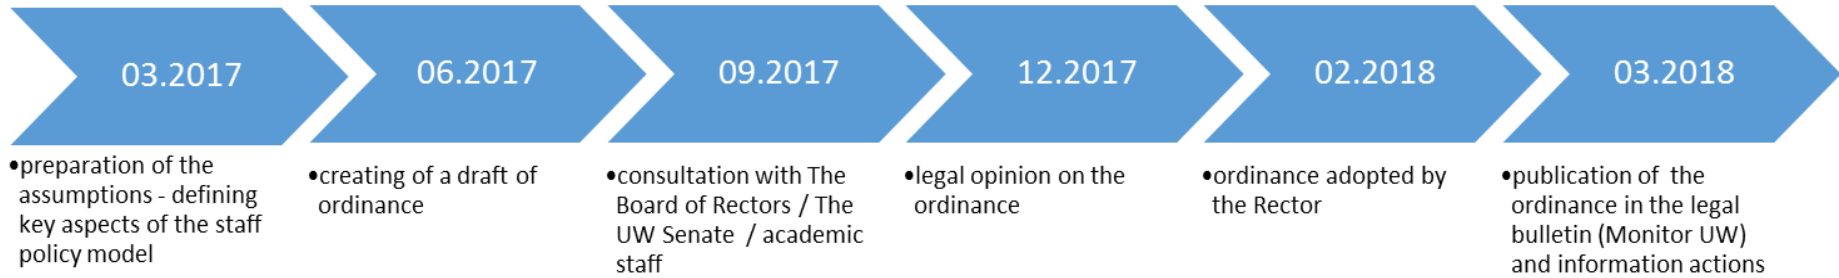 03.2017
•preparation of the
assumptions - defining
key aspects of the staff
policy model
06.2017
•creating of a draft of
ordinance
09.2017
•consultation with The
Board of Rectors / The
UW Senate / academic
staff
12.2017
•legal opinion on the
ordinance
02.2018
•ordinance adopted by
the Rector
03.2018
•publication of the
ordinance in the legal
bulletin (Monitor UW)
and information actions